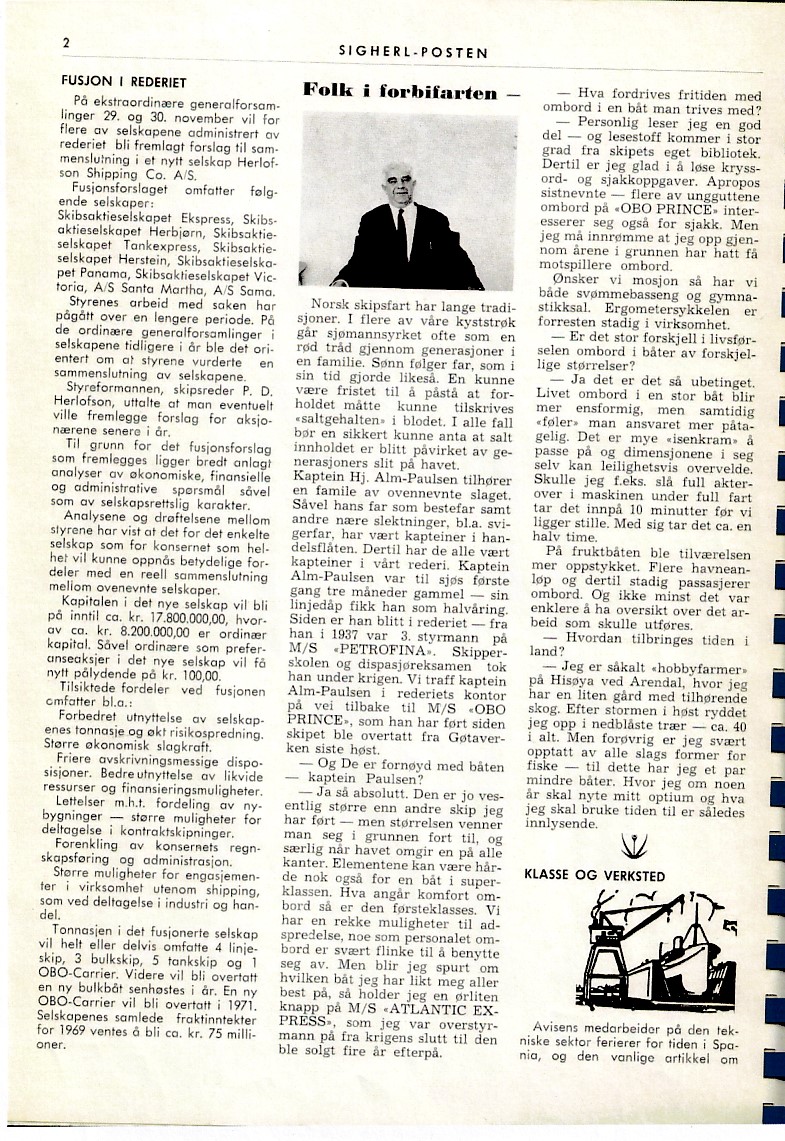 2
SIGHERL-POSTEN
FUSJON I REDERIET
På ekstraordinære generalforsam-
linger 29. og 30. november vil for
flere av selskapene administrert av
rederiet bli fremlagt forslag til sam-
menslutning i et nytt selskap Herlof-
son Shipping Co. A/S.
Fusjonsforslaget omfatter følg-
ende selskaper:
Skibsaktieselskapet Ekspress, Skibs-
aktieselskapet Herbjørn, Skibsaktie-
selskapet Tankexpress, Skibsaktie-
selskapet Herstein, Skibsaktieselska-
pet Panama, Skibsaktieselskapet Vic-
toria, A/S Santa Martha, A/S Sama.
Styrenes arbeid med saken har
pågått over en lengere periode. På
de ordinære generalforsamlinger i
selskapene tidligere i år ble det ori-
entert om at styrene vurderte en
sammenslutning av selskapene.
Styreformannen, skipsreder P. D.
Herlofson, uttalte at man eventuelt
ville fremlegge forslag for aksjo-
nærene senere i år.
Til grunn for det fusjonsforslag
som fremlegges ligger bredt anlagt
analyser av økonomiske, finansielle
og administrative spørsmål såvel
som av selskapsrettslig karakter.
Analysene og drøftelsene mellom
styrene har vist at det for det enkelte
selskap som for konsernet som hel-
het vil kunne oppnås betydelige for-
deler med en reell sammenslutning
mellom ovenevnte selskaper.
Kapitalen i det nye selskap vil bli
på inntil ca. kr. 17.800.000,00, hvor-
av ca. kr. 8.200.000,00 er ordinær
kapital. Såvel ordinære som prefer-
anseaksjer i det nye selskap vil få
nytt pålydende på kr. 100,00.
Tilsiktede fordeler ved fusjonen
omfatter bl.a.:
Forbedret utnyttelse av selskap-
enes tonnasje og økt risikospredning.
Større økonomisk slagkraft.
Friere avskrivningsmessige dispo-
sisjoner. Bedre utnyttelse av likvide
ressurser og finansieringsmuligheter.
Lettelser m.h.t. fordeling av ny-
bygninger — større muligheter for
deltagelse i kontraktskipninger.
Forenkling av konsernets regn-
skapsføring og administrasjon.
Større muligheter for engasjemen-
ter i virksomhet utenom shipping,
som ved deltagelse i industri og han-
del.
Tonnasjen i det fusjonerte selskap
vil helt eller delvis omfatte 4 linje-
skip, 3 bulkskip, 5 tankskip og 1
OBO-Carrier. Videre vil bli overtatt
en ny bulkbåt senhøstes i år. En ny
OBO-Carrier vil bli overtatt i 1971.
Selskapenes samlede fraktinntekter
for 1969 ventes å bli ca. kr. 75 milli-
oner.
Folk i forbifarten —
Norsk skipsfart har lange tradi-
sjoner. I flere av våre kyststrøk
går sjømannsyrket ofte som en
rød tråd gjennom generasjoner i
en familie. Sønn følger far, som i
sin tid gjorde likeså. En kunne
være fristet til å påstå at for-
holdet måtte kunne tilskrives
«saltgehalten» i blodet. I alle fall
bør en sikkert kunne anta at salt
innholdet er blitt påvirket av ge-
nerasjoners slit på havet.
Kaptein Hj. Alm-Paulsen tilhører
en famile av ovennevnte slaget.
Såvel hans far som bestefar samt
andre nære slektninger, bl.a. svi-
gerfar, har vært kapteiner i han-
delsflåten. Dertil har de alle vært
kapteiner i vårt rederi. Kaptein
Alm-Paulsen var til sjøs første
gang tre måneder gammel — sin
linjedåp fikk han som halvåring.
Siden er han blitt i rederiet — fra
han i 1937 var 3. styrmann på
M/S «PETROFINA». Skipper-
skolen og dispasjøreksamen tok
han under krigen. Vi traff kaptein
Alm-Paulsen i rederiets kontor
på vei tilbake til M/S «OBO
PRINCE», som han har ført siden
skipet ble overtatt fra Gøtaver-
ken siste høst.
— Og De er fornøyd med båten
— kaptein Paulsen?
— Ja så absolutt. Den er jo ves-
entlig større enn andre skip jeg
har ført — men størrelsen venner
man seg i grunnen fort til, og
særlig når havet omgir en på alle
kanter. Elementene kan være hår-
de nok også for en båt i super-
klassen. Hva angår komfort om-
bord så er den førsteklasses. Vi
har en rekke muligheter til ad-
spredelse, noe som personalet om-
bord er svært flinke til å benytte
seg av. Men blir jeg spurt om
hvilken båt jeg har likt meg aller
best på, så holder jeg en ørliten
knapp på M/S «ATLANTIC EX-
PRESS», som jeg var overstyr-
mann på fra krigens slutt til den
ble solgt fire år efterpå.
— Hva fordrives fritiden med
ombord i en båt man trives med?
— Personlig leser jeg en god
del — og lesestoff kommer i stor
grad fra skipets eget bibliotek.
Dertil er jeg glad i å løse kryss-
ord- og sjakkoppgaver. Apropos
sistnevnte — flere av ungguttene
ombord på «OBO PRINCE» inter-
esserer seg også for sjakk. Men
jeg må innrømme at jeg opp gjen-
nom årene i grunnen har hatt få
motspillere ombord.
Ønsker vi mosjon så har vi
både svømmebasseng og gymna-
stikksal. Ergometersykkelen er
forresten stadig i virksomhet.
— Er det stor forskjell i livsfør-
selen ombord i båter av forskjel-
lige størrelser?
— Ja det er det så ubetinget.
Livet ombord i en stor båt blir
mer ensformig, men samtidig
«føler» man ansvaret mer påta-
gelig. Det er mye «isenkram» å
passe på og dimensjonene i seg
selv kan leilighetsvis overvelde.
Skulle jeg f.eks. slå full akter-
over i maskinen under full fart
tar det innpå 10 minutter før vi
ligger stille. Med sig tar det ca. en
halv time.
På fruktbåten ble tilværelsen
mer oppstykket. Flere havnean-
løp og dertil stadig passasjerer
ombord. Og ikke minst det var
enklere å ha oversikt over det ar-
beid som skulle utføres.
— Hvordan tilbringes tiden i
land?
— Jeg er såkalt «hobbyfarmer»
på Hisøya ved Arendal, hvor jeg
har en liten gård med tilhørende
skog. Efter stormen i høst ryddet
jeg opp i nedblåste trær — ca. 40
i alt. Men forøvrig er jeg svært
opptatt av alle slags former for
fiske — til dette har jeg et par
mindre båter. Hvor jeg om noen
år skal nyte mitt optium og hva
jeg skal bruke tiden til er således
innlysende.
KLASSE OG VERKSTED
Avisens medarbeider på den tek-
niske sektor ferierer for tiden i Spa-
nia, og den vanlige artikkel om